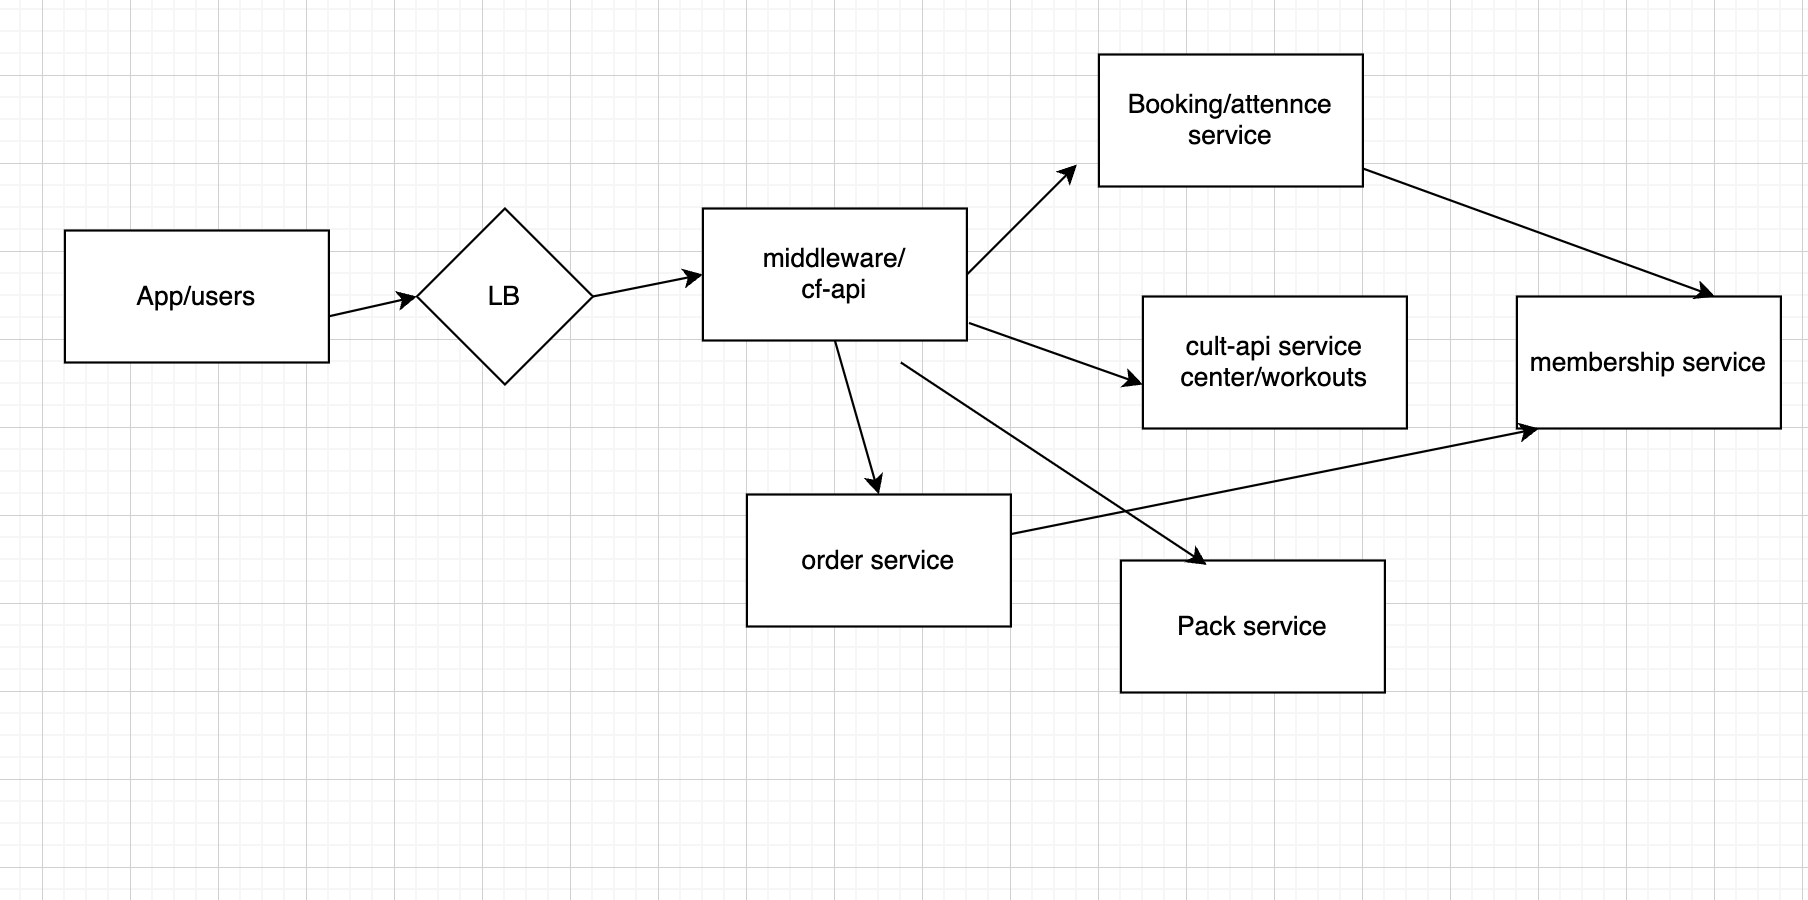 Booking/attennce
service
App/users
LB
middleware/
cf-api
cult-api service
center/workouts
membership service
order service
Pack service